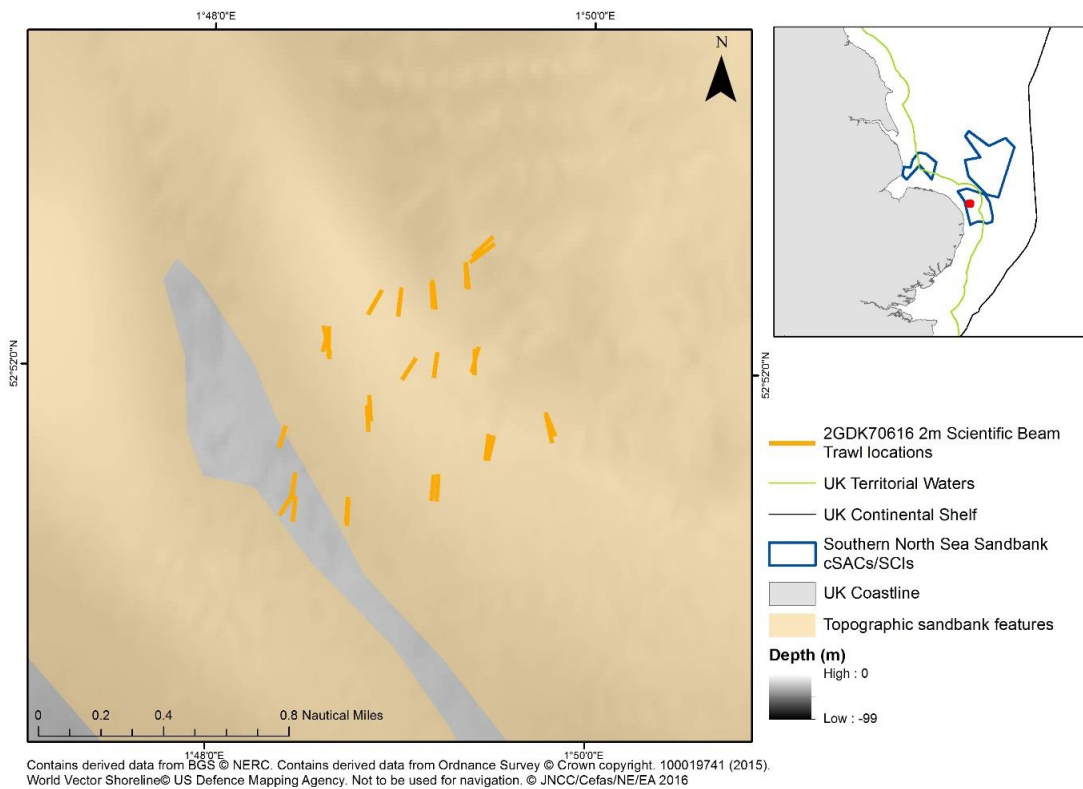 1°48'0"E
1°50'0"E
N
52°52'0"N
52°52'0"N
2GDK70616 2m Scientific Beam
Trawl locations
UK Territorial Waters
UK Continental Shelf
Southern North Sea Sandbank
cSACs/SCIs
UK Coastline
Topographic sandbank features
Depth (m)
High : 0
Low : -99
0 0.2 0.4 0.8 Nautical Miles
1°48'0"E
1°50'0"E
Contains derived data from BGS © NERC. Contains derived data from Ordnance Survey © Crown copyright. 100019741 (2015).
World Vector Shoreline© US Defence Mapping Agency. Not to be used for navigation. © JNCC/Cefas/NE/EA 2016